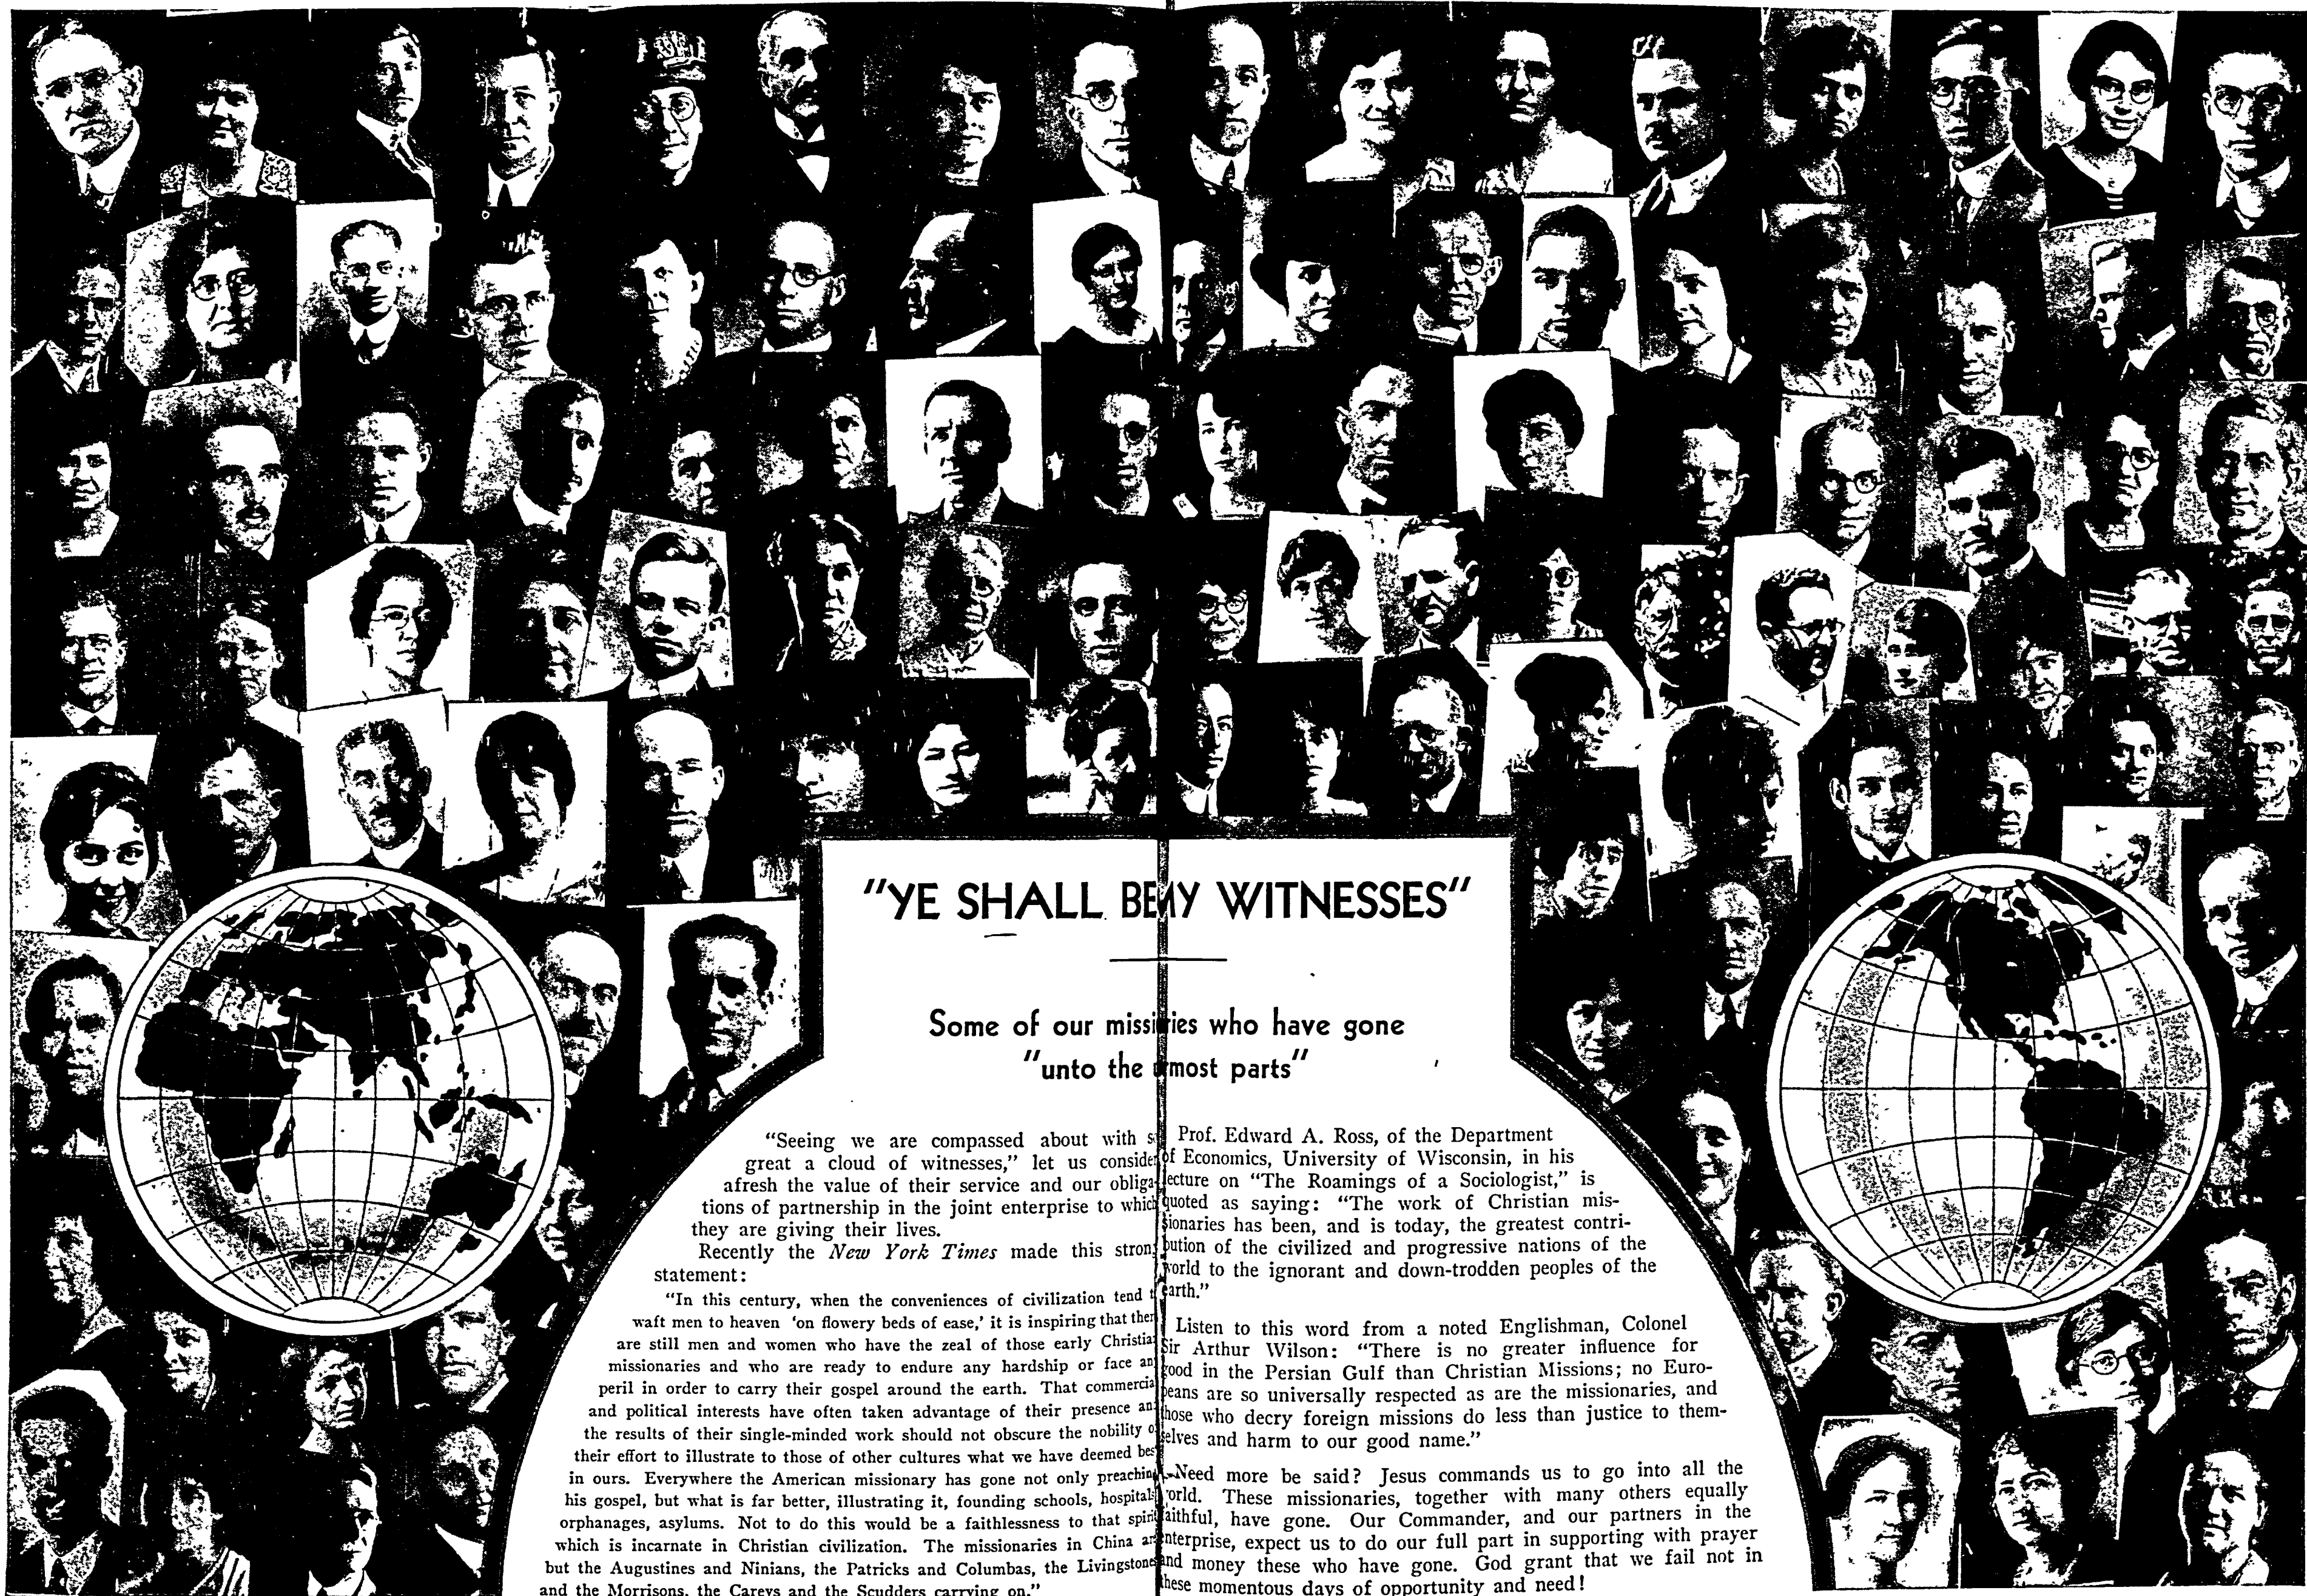 "YE SHALL BE MY WITNESSES"
Some of our missi ries who have gone
"unto the most parts"
"Seeing we are compassed about with s
great a cloud of witnesses," let us conside
afresh the value of their service and our obliga-
tions of partnership in the joint enterprise to which
they are giving their lives.
Recently the New York Times made this strong
statement:
"In this century, when the conveniences of civilization tend t
waft men to heaven 'on flowery beds of ease,' it is inspiring that ther
are still men and women who have the zeal of those early Christia
missionaries and who are ready to endure any hardship or face an
peril in order to carry their gospel around the earth. That commercia
and political interests have often taken advantage of their presence an
the results of their single-minded work should not obscure the nobility o
their effort to illustrate to those of other cultures what we have deemed bes
in ours. Everywhere the American missionary has gone not only preaching
his gospel, but what is far better, illustrating it, founding schools, hospitals
orphanages, asylums. Not to do this would be a faithlessness to that spiri
which is incarnate in Christian civilization. The missionaries in China ar
but the Augustines and Ninians, the Patricks and Columbas, the Livingstones
and the Morrisons, the Careys and the Scudders carrying on."
Prof. Edward A. Ross, of the Department
of Economics, University of Wisconsin, in his
lecture on "The Roamings of a Sociologist," is
quoted as saying: "The work of Christian mis-
sionaries has been, and is today, the greatest contri-
bution of the civilized and progressive nations of the
world to the ignorant and down-trodden peoples of the
earth."
Listen to this word from a noted Englishman, Colonel
Sir Arthur Wilson: "There is no greater influence for
good in the Persian Gulf than Christian Missions; no Euro-
peans are so universally respected as are the missionaries, and
those who decry foreign missions do less than justice to them-
selves and harm to our good name."
Need more be said? Jesus commands us to go into all the
orld. These missionaries, together with many others equally
faithful, have gone. Our Commander, and our partners in the
enterprise, expect us to do our full part in supporting with prayer
and money these who have gone. God grant that we fail not in
these momentous days of opportunity and need!